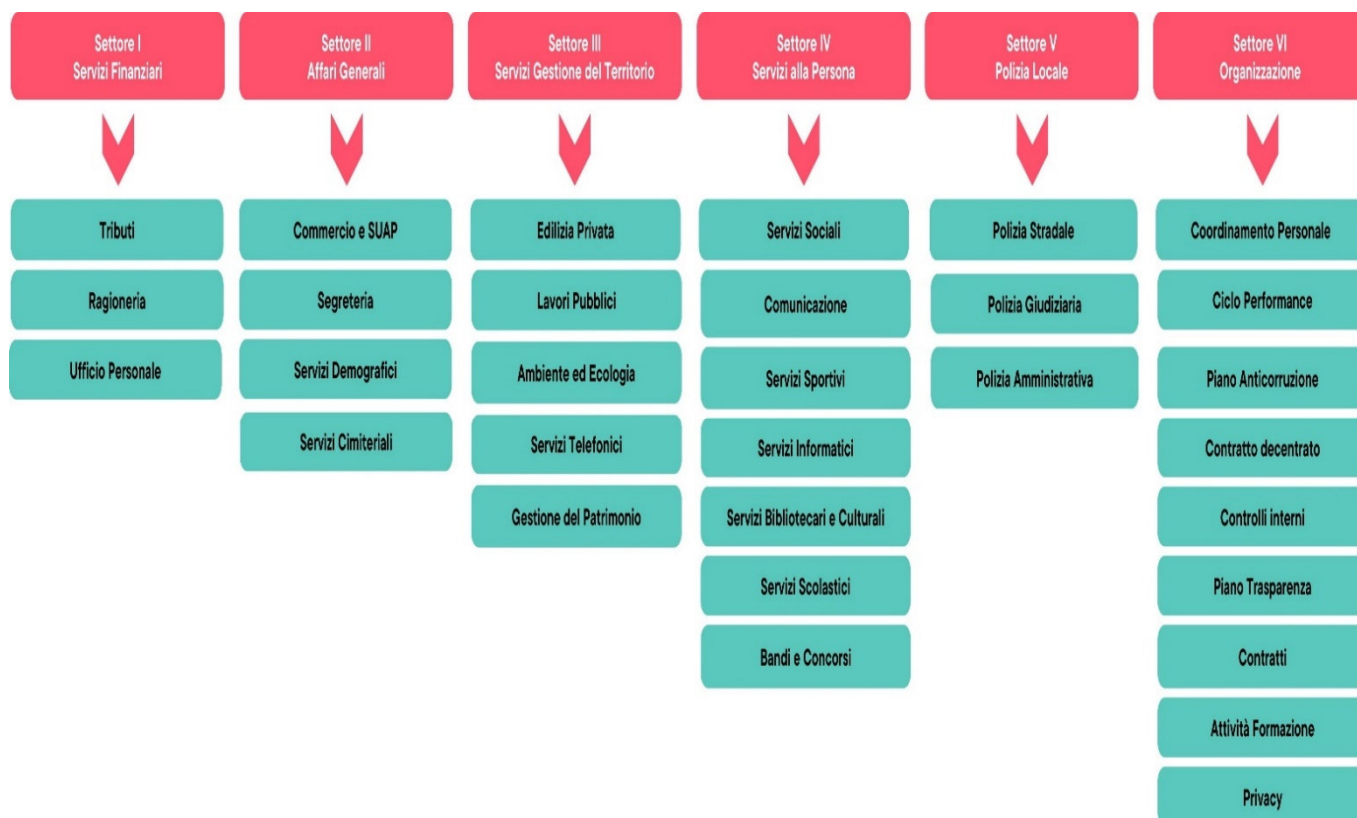 Settore I
Servizi Finanziari
Settore II
Affari Generali
Settore III
Servizi Gestione del Territorio
Settore IV
Servizi alla Persona
Settore V
Polizia Locale
Settore VI
Organizzazione
Tributi
Ragioneria
Ufficio Personale
Commercio e SUAP
Segreteria
Servizi Demografici
Servizi Cimiteriali
Edilizia Privata
Lavori Pubblici
Ambiente ed Ecologia
Servizi Telefonici
Gestione del Patrimonio
Servizi Sociali
Comunicazione
Servizi Sportivi
Servizi Informatici
Servizi Bibliotecari e Culturali
Servizi Scolastici
Bandi e Concorsi
Polizia Stradale
Polizia Giudiziaria
Polizia Amministrativa
Coordinamento Personale
Ciclo Performance
Piano Anticorruzione
Contratto decentrato
Controlli interni
Piano Trasparenza
Contratti
Attività Formazione
Privacy